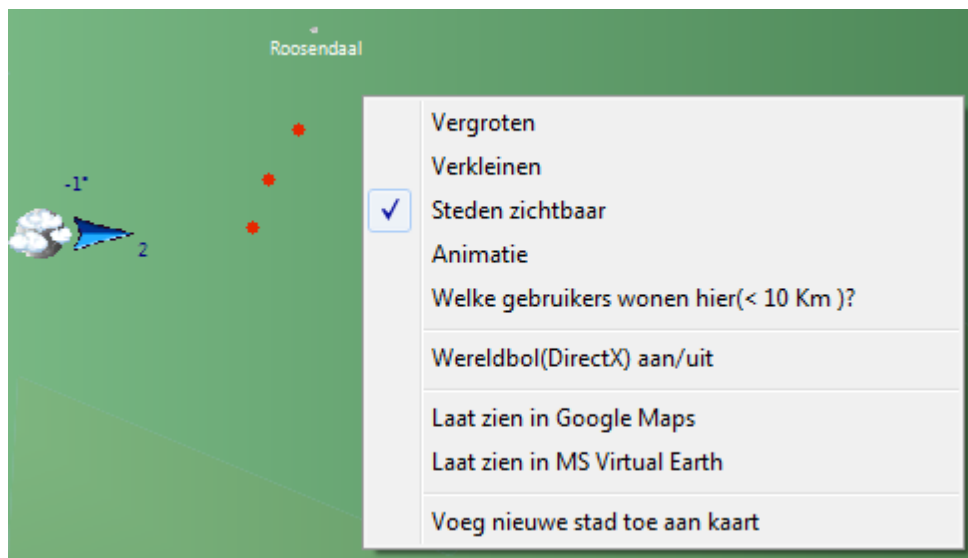 Roosendaal
-1°
2
Vergroten
Verkleinen
Steden zichtbaar
Animatie
Welke gebruikers wonen hier(< 10 Km )?
Wereldbol(DirectX) aan/uit
Laat zien in Google Maps
Laat zien in MS Virtual Earth
Voeg nieuwe stad toe aan kaart